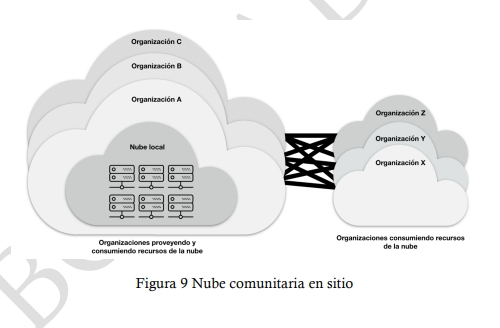 Organización C
Organización B
Organización A
Nube local
Organizaciones proveyendo y
consumiendo recursos de la nube
Organización Z
Organización Y
Organización X
Organizaciones consumiendo recursos
de la nube
Figura 9 Nube comunitaria en sitio